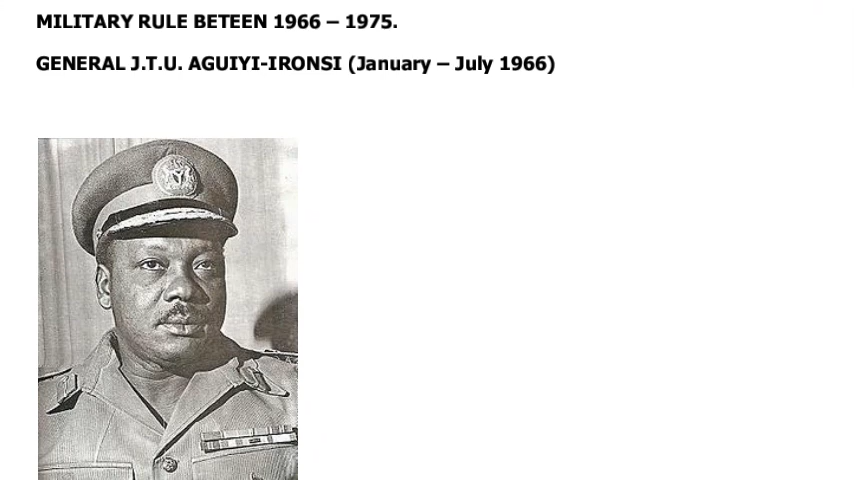 MILITARY RULE BETEEN 1966 – 1975.
GENERAL J.T.U. AGUIYI-IRONSI (January – July 1966)